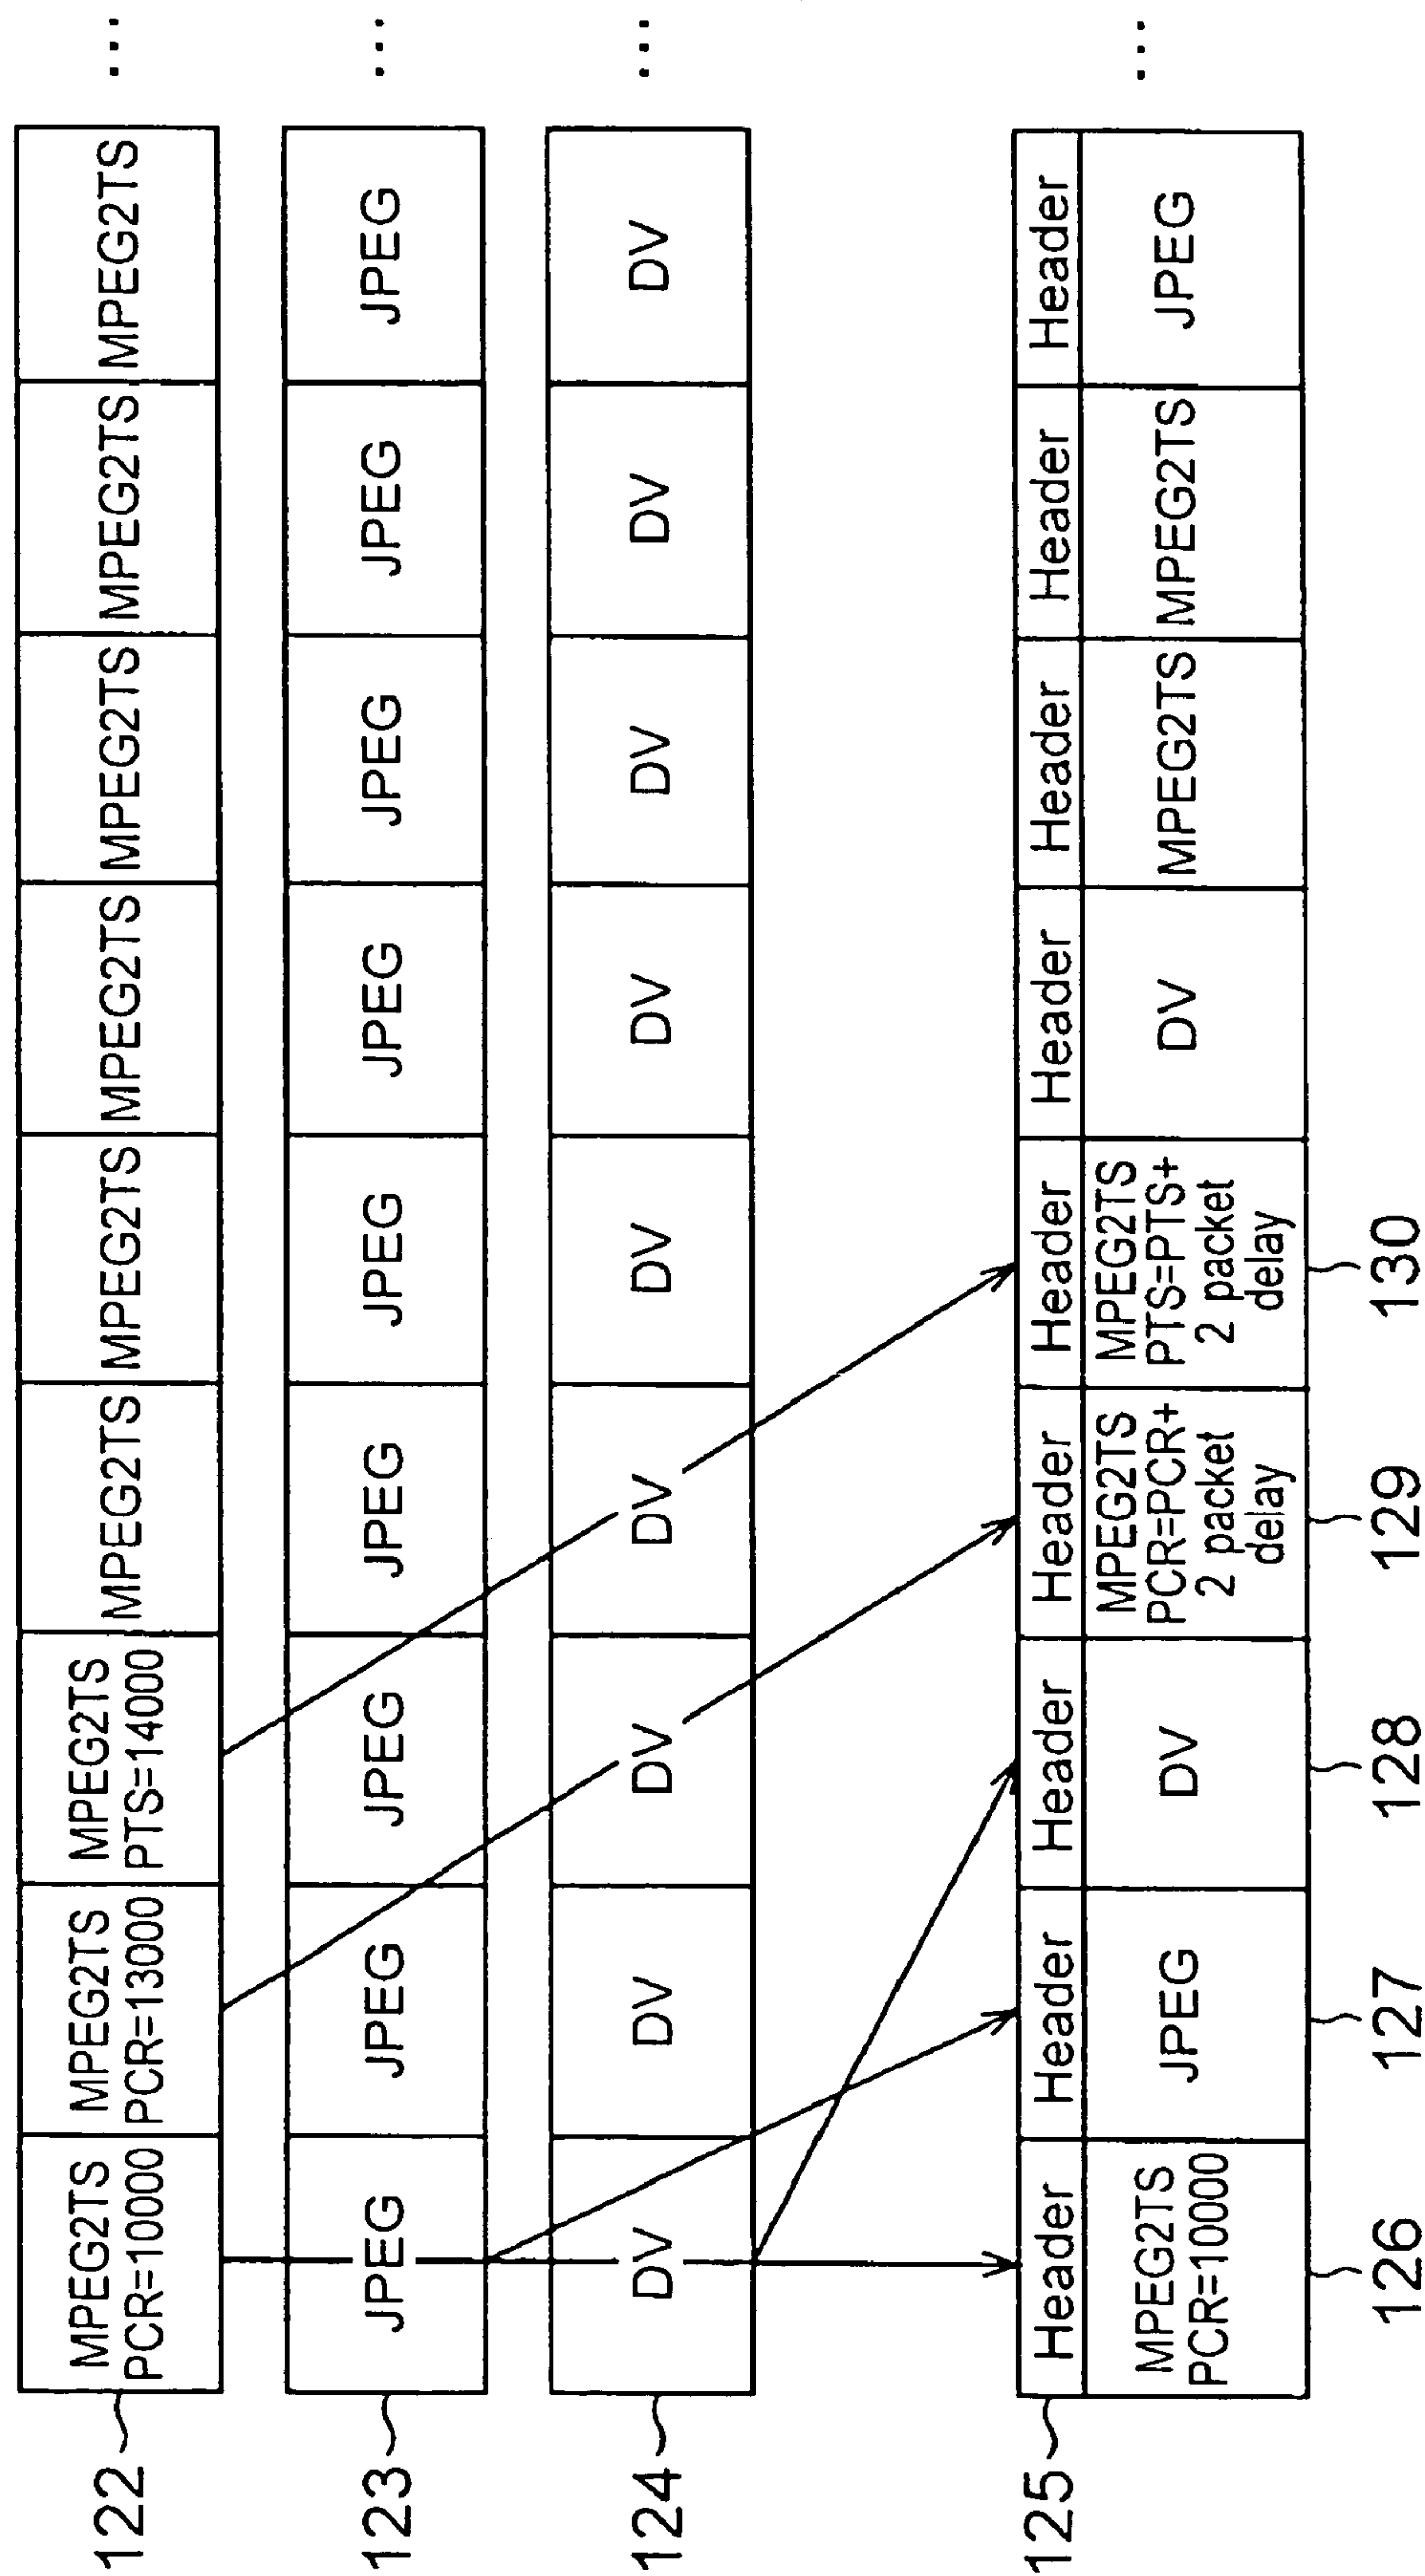 122
MPEG2TS
PCR=10000
MPEG2TS
PCR=13000
MPEG2TS
PTS=14000
MPEG2TS
MPEG2TS
MPEG2TS
MPEG2TS
MPEG2TS
MPEG2TS
...
123
JPEG
JPEG
JPEG
JPEG
JPEG
JPEG
JPEG
JPEG
JPEG
...
124
DV
DV
DV
DV
DV
DV
DV
DV
DV
...
125
Header
Header
Header
Header
Header
Header
Header
Header
Header
...
MPEG2TS
PCR=10000
JPEG
DV
MPEG2TS
PCR=PCR+
2 packet
delay
MPEG2TS
PTS=PTS+
2 packet
delay
DV
MPEG2TS
MPEG2TS
JPEG
126
127
128
129
130